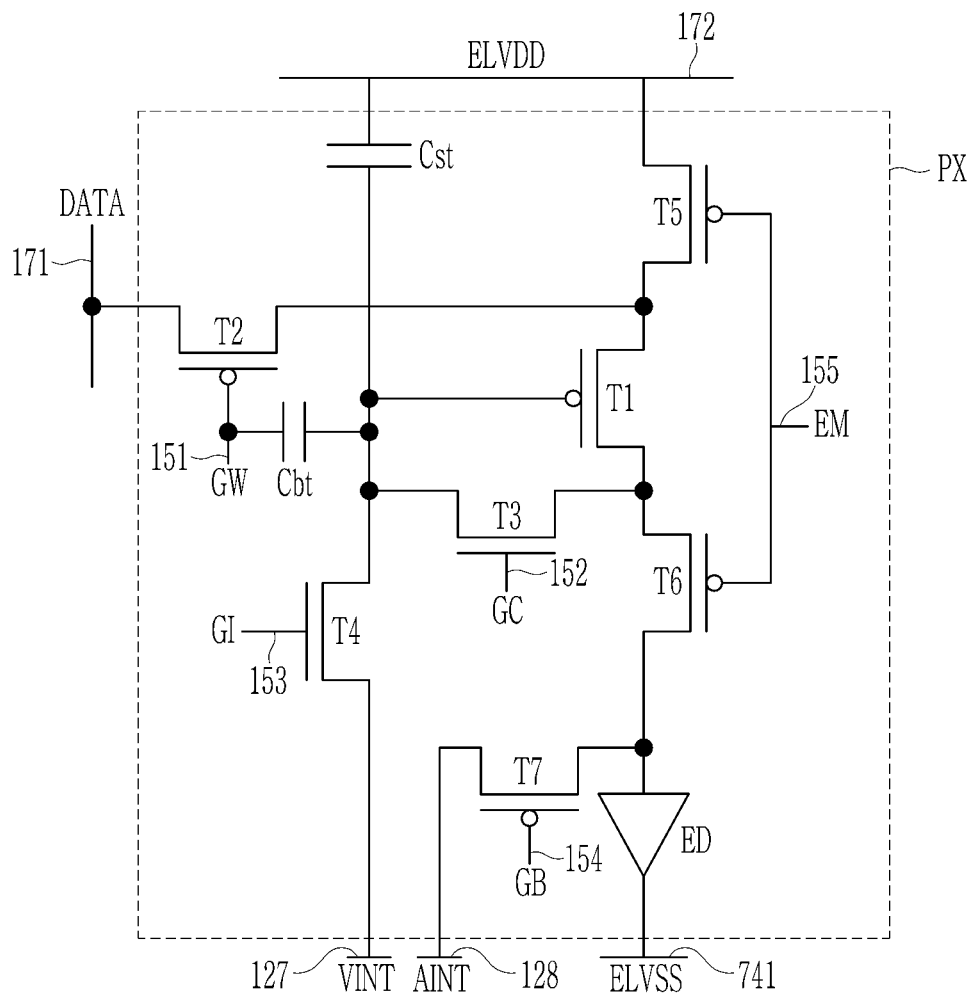 172
ELVDD
Cst
PX
DATA
T5
171
T2
T1
155
EM
151
GW
Cbt
T3
152
GC
T6
GI
T4
153
T7
ED
154
GB
127
VINT
AINT
128
ELVSS
741